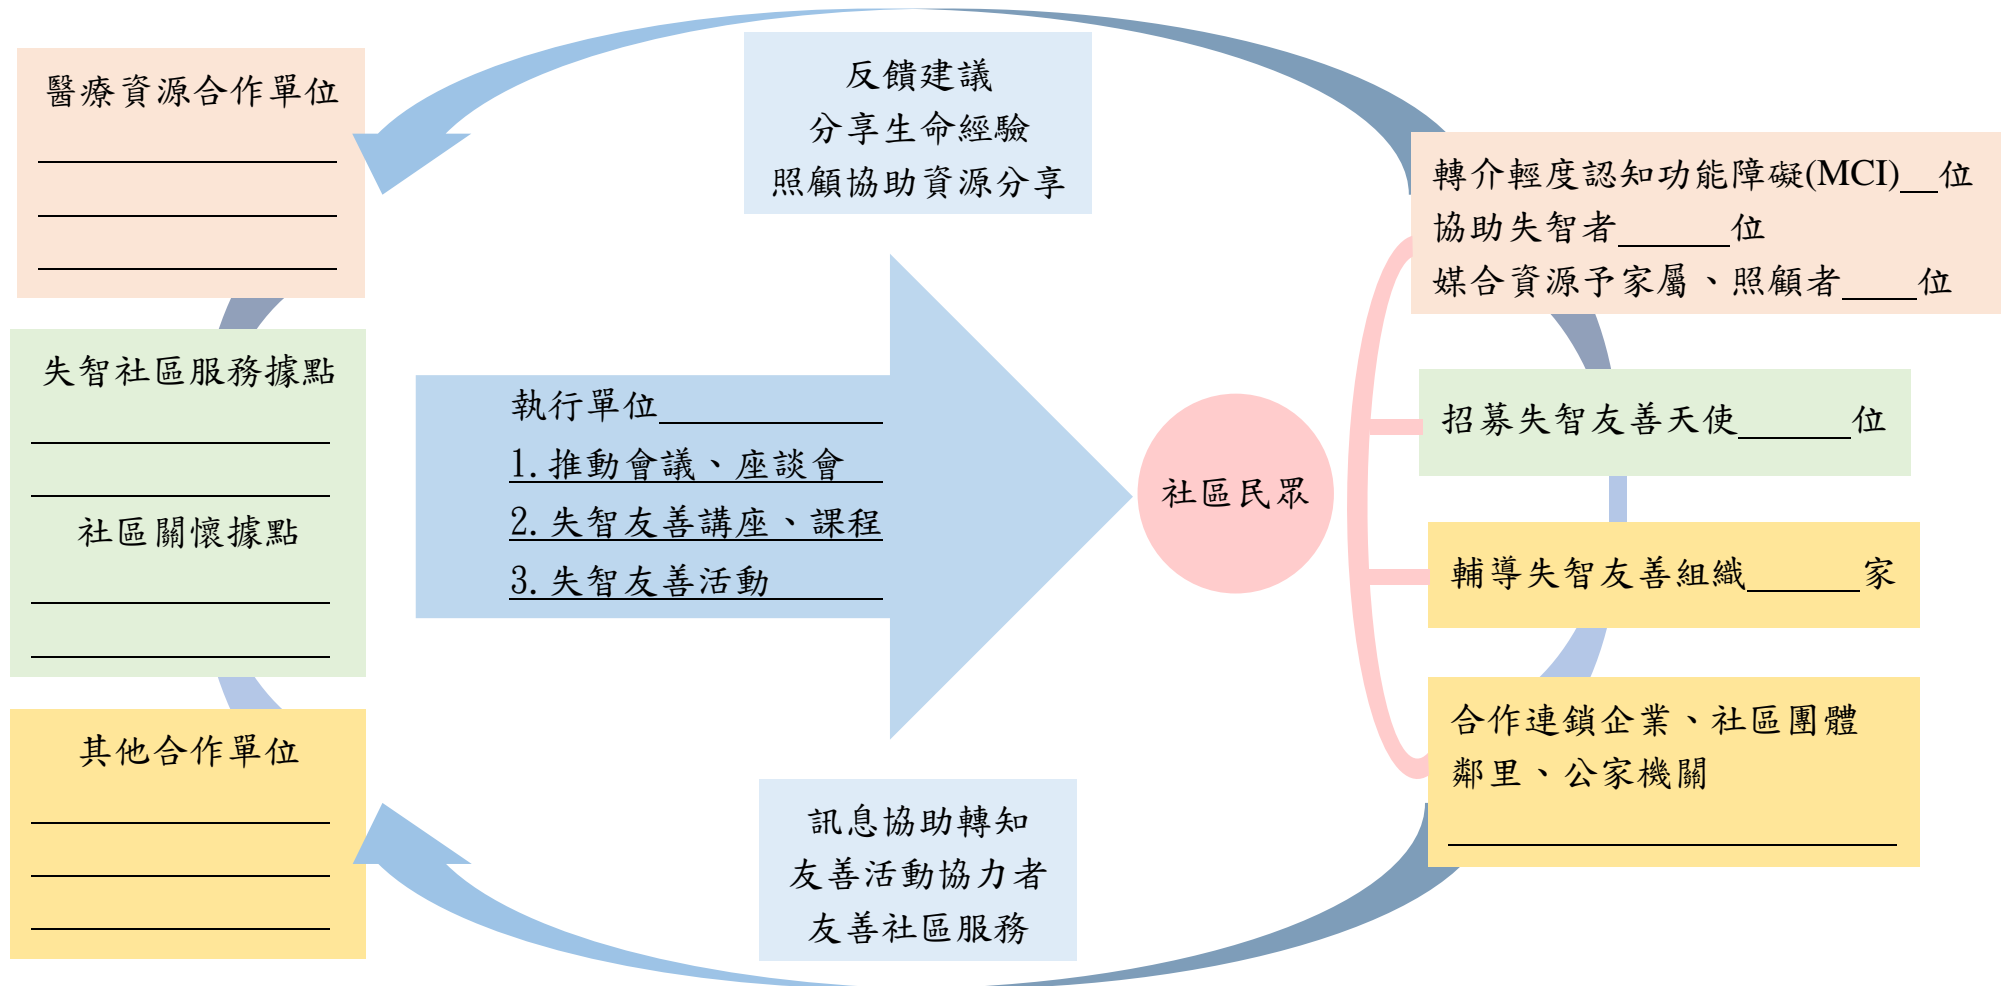 醫療資源合作單位
失智社區服務據點
社區關懷據點
其他合作單位
反饋建議
分享生命經驗
照顧協助資源分享
執行單位
1.推動會議、座談會
2.失智友善講座、課程
3.失智友善活動
訊息協助轉知
友善活動協力者
友善社區服務
社區民眾
轉介輕度認知功能障礙(MCI)__位
協助失智者______位
媒合資源予家屬、照顧者____位
招募失智友善天使______位
輔導失智友善組織______家
合作連鎖企業、社區團體
鄰里、公家機關